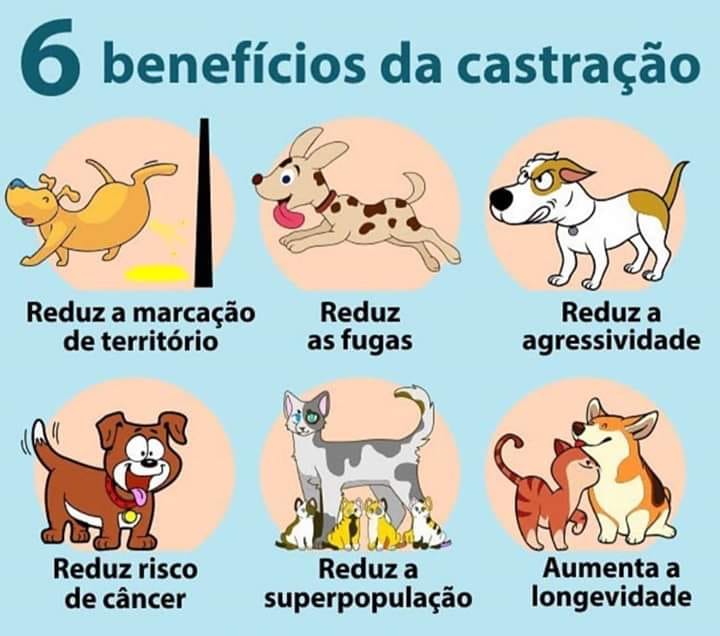 6 benefícios da castração
Reduz a marcação
de território
Reduz
as fugas
Reduz a
agressividade
Reduz risco
de câncer
Reduz a
superpopulação
Aumenta a
longevidade